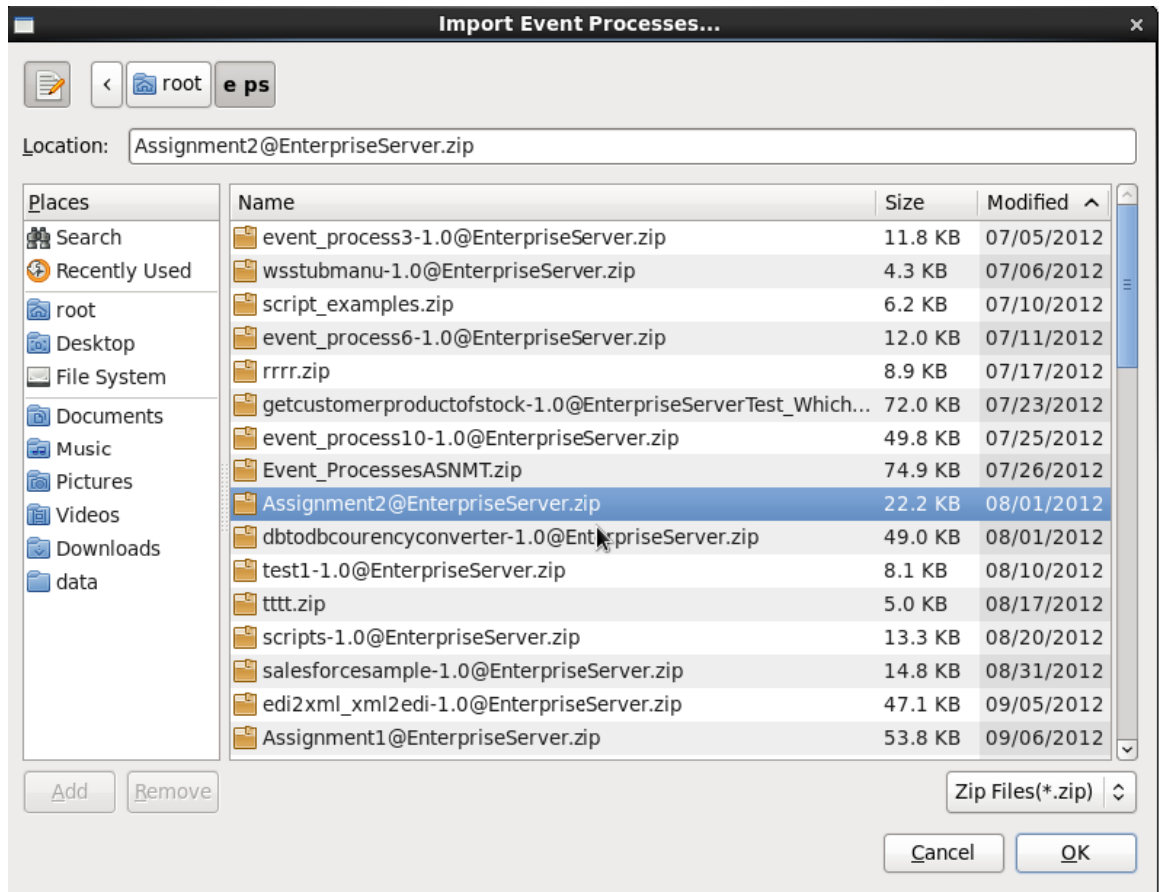 Import Event Processes...
root
e ps
Location: Assignment2@EnterpriseServer.zip
Places
Search
Recently Used
root
Desktop
File System
Documents
Music
Pictures
Videos
Downloads
data
Name Size Modified
event_process3-1.0@EnterpriseServer.zip 11.8 KB 07/05/2012
wsstubmanu-1.0@EnterpriseServer.zip 4.3 KB 07/06/2012
script_examples.zip 6.2 KB 07/10/2012
event_process6-1.0@EnterpriseServer.zip 12.0 KB 07/11/2012
rrrr.zip 8.9 KB 07/17/2012
getcustomerproductofstock-1.0@EnterpriseServerTest_Which... 72.0 KB 07/23/2012
event_process10-1.0@EnterpriseServer.zip 49.8 KB 07/25/2012
Event_ProcessesASNMT.zip 74.9 KB 07/26/2012
Assignment2@EnterpriseServer.zip 22.2 KB 08/01/2012
dbtodbcourencyconverter-1.0@EnterpriseServer.zip 49.0 KB 08/01/2012
test1-1.0@EnterpriseServer.zip 8.1 KB 08/10/2012
tttt.zip 5.0 KB 08/17/2012
scripts-1.0@EnterpriseServer.zip 13.3 KB 08/20/2012
salesforcesample-1.0@EnterpriseServer.zip 14.8 KB 08/31/2012
edi2xml_xml2edi-1.0@EnterpriseServer.zip 47.1 KB 09/05/2012
Assignment1@EnterpriseServer.zip 53.8 KB 09/06/2012
Add Remove Zip Files(*.zip)
Cancel OK